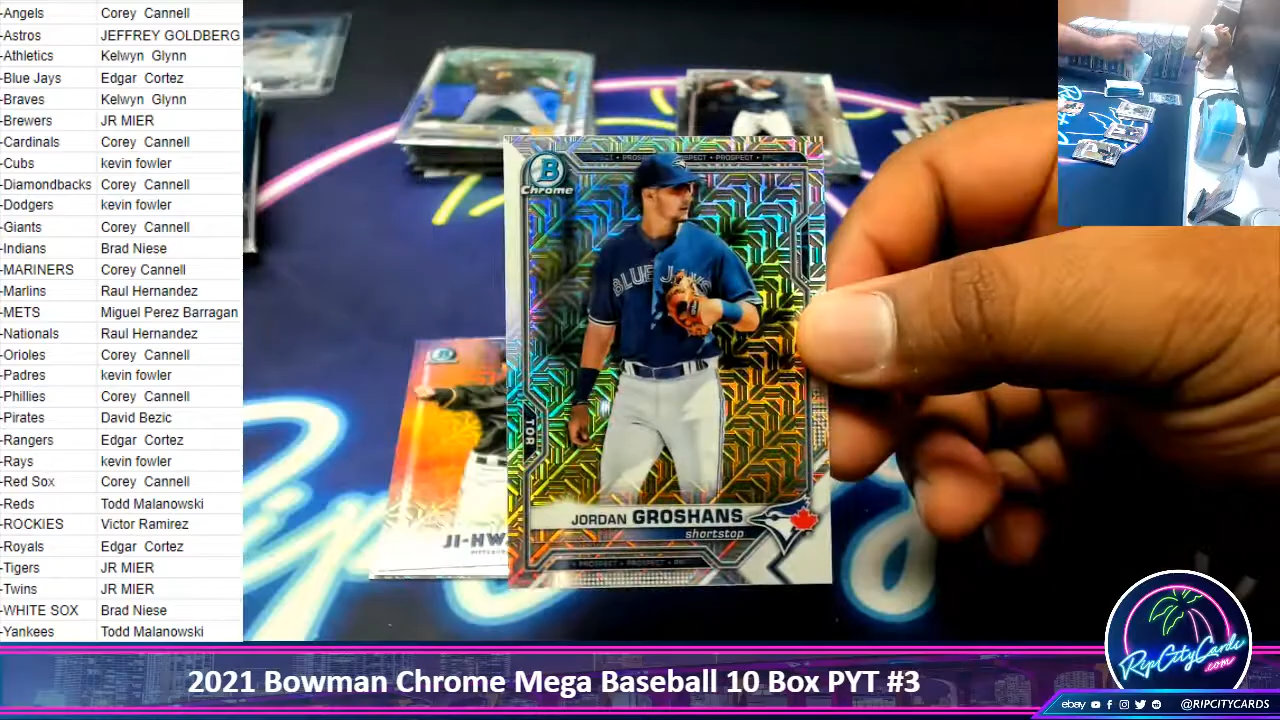 -Angels Corey Cannell
-Astros JEFFREY GOLDBERG
-Athletics Kelwyn Glynn
-Blue Jays Edgar Cortez
-Braves Kelwyn Glynn
-Brewers JR MIER
-Cardinals Corey Cannell
-Cubs kevin fowler
-Diamondbacks Corey Cannell
-Dodgers kevin fowler
-Giants Corey Cannell
-Indians Brad Niese
-MARINERS Corey Cannell
-Marlins Raul Hernandez
-METS Miguel Perez Barragan
-Nationals Raul Hernandez
-Orioles Corey Cannell
-Padres kevin fowler
-Phillies Corey Cannell
-Pirates David Bezic
-Rangers Edgar Cortez
-Rays kevin fowler
-Red Sox Corey Cannell
-Reds Todd Malanowski
-ROCKIES Victor Ramirez
-Royals Edgar Cortez
-Tigers JR MIER
-Twins JR MIER
-WHITE SOX Brad Niese
-Yankees Todd Malanowski
B
Chrome
PROSPECT
BLUE JAYS
TOR
JORDAN GROSHANS
shortstop
PROSPECT • PROSPECT
JI-HW
2021 Bowman Chrome Mega Baseball 10 Box PYT #3
RipCityCards
.com
ebay @RIPCITYCARDS